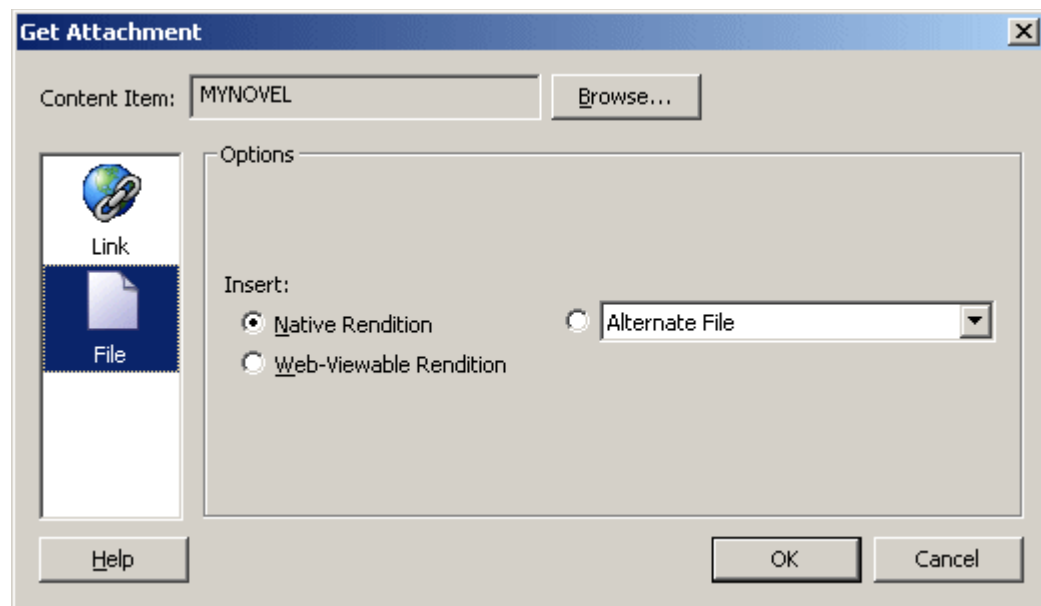 Get Attachment
Content Item: MYNOVEL Browse...
Options
Link
Insert:
Native Rendition Alternate File
File
Web-Viewable Rendition
Help OK Cancel